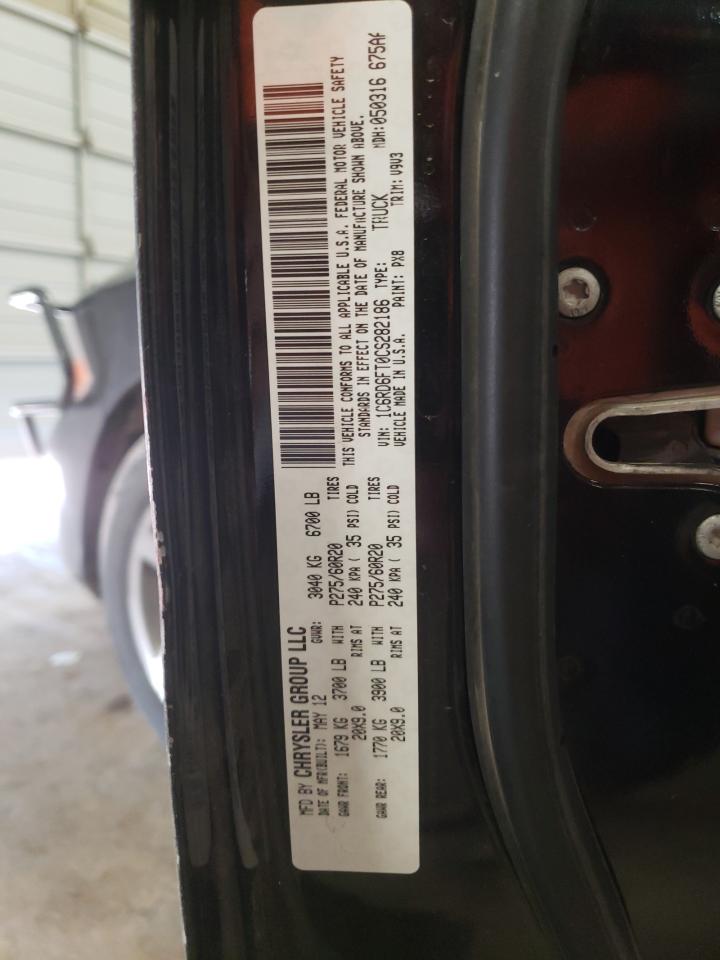 MFD BY CHRYSLER GROUP LLC
DATE OF MFR(BUILT): MAY 12 GVWR: 3040 KG 6700 LB
GAWR FRONT: 1679 KG 3700 LB WITH P275/60R20 TIRES
20X9.0 RIMS AT 240 KPA ( 35 PSI) COLD
GAWR REAR: 1770 KG 3900 LB WITH P275/60R20 TIRES
20X9.0 RIMS AT 240 KPA ( 35 PSI) COLD
THIS VEHICLE CONFORMS TO ALL APPLICABLE U.S.A. FEDERAL MOTOR VEHICLE SAFETY
STANDARDS IN EFFECT ON THE DATE OF MANUFACTURE SHOWN ABOVE.
VIN: 1C6RD6FT0CS282186 TYPE: TRUCK MDH:050316 675Af
VEHICLE MADE IN U.S.A. PAINT: PX8 TRIM: V9V3